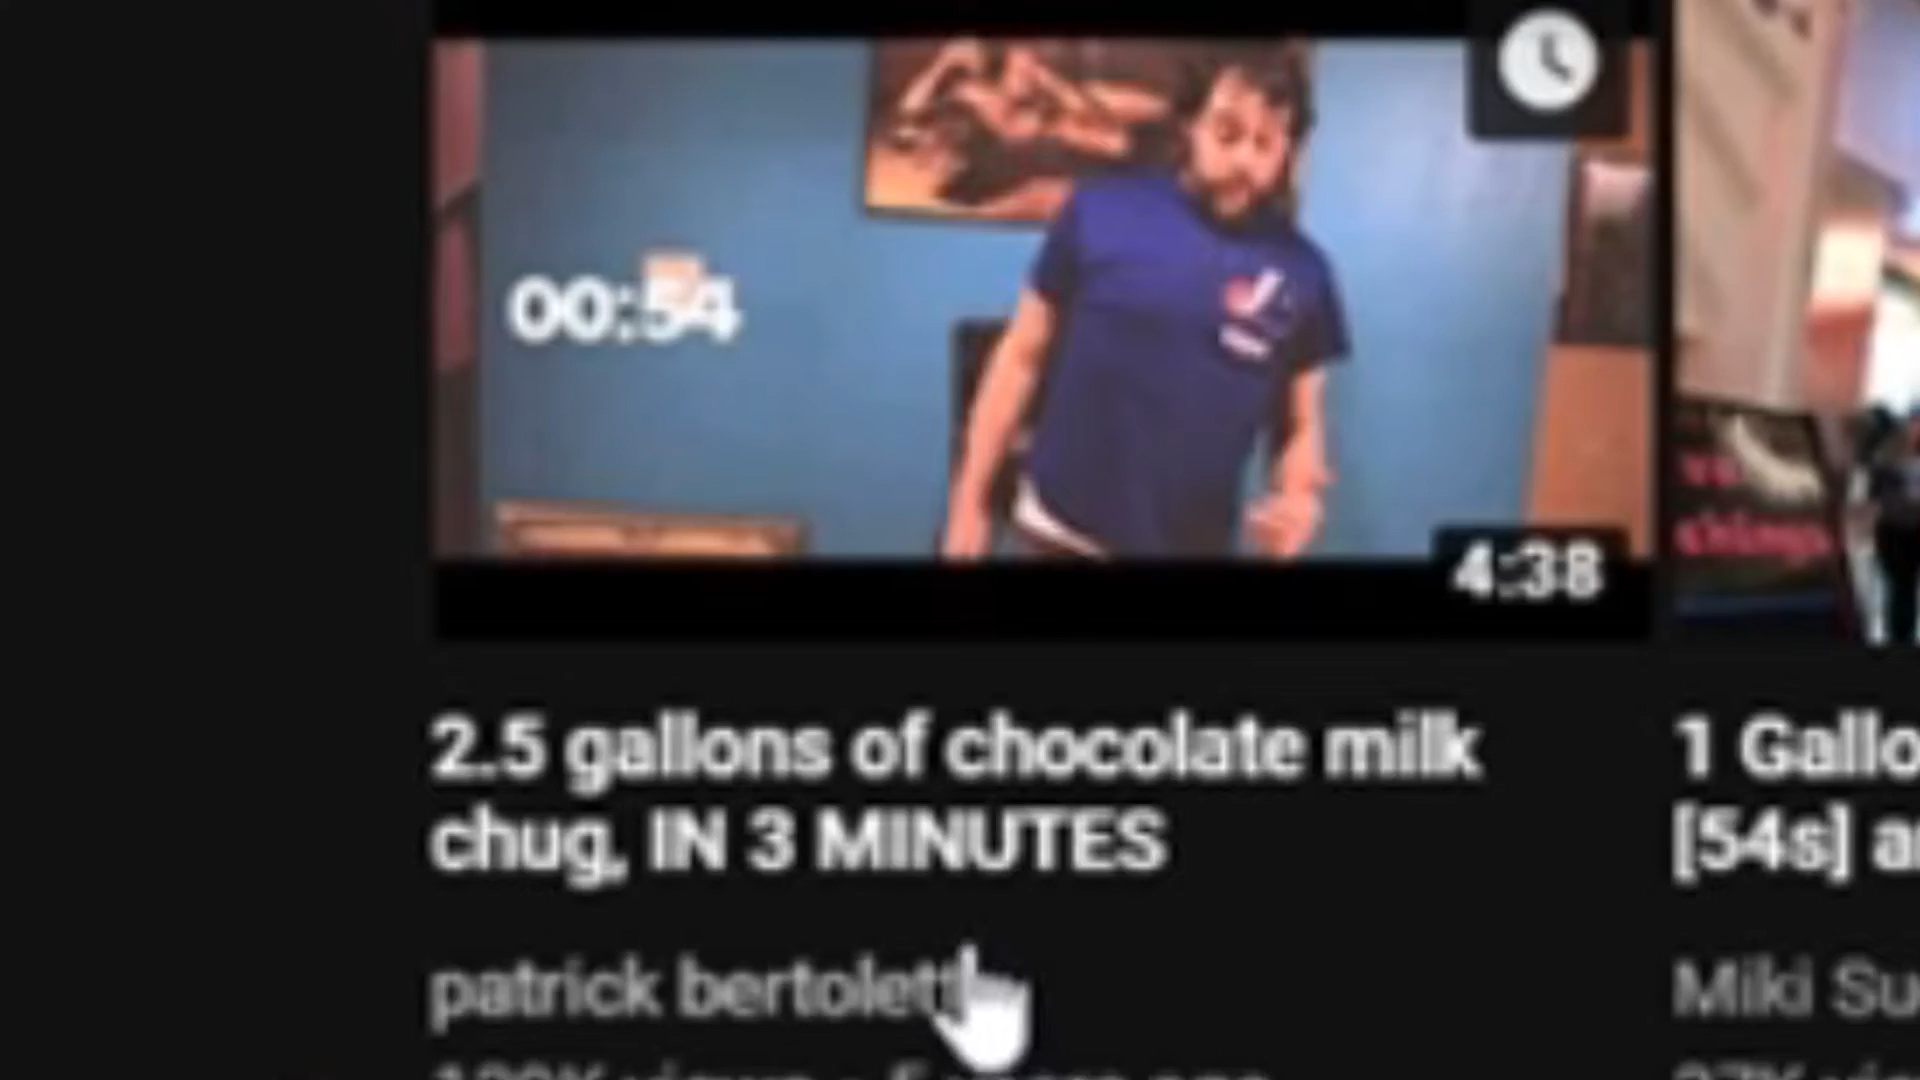 00:54
4:38
2.5 gallons of chocolate milk
chug, IN 3 MINUTES
patrick bertolett
1 Gallo
[54s]
Miki Su